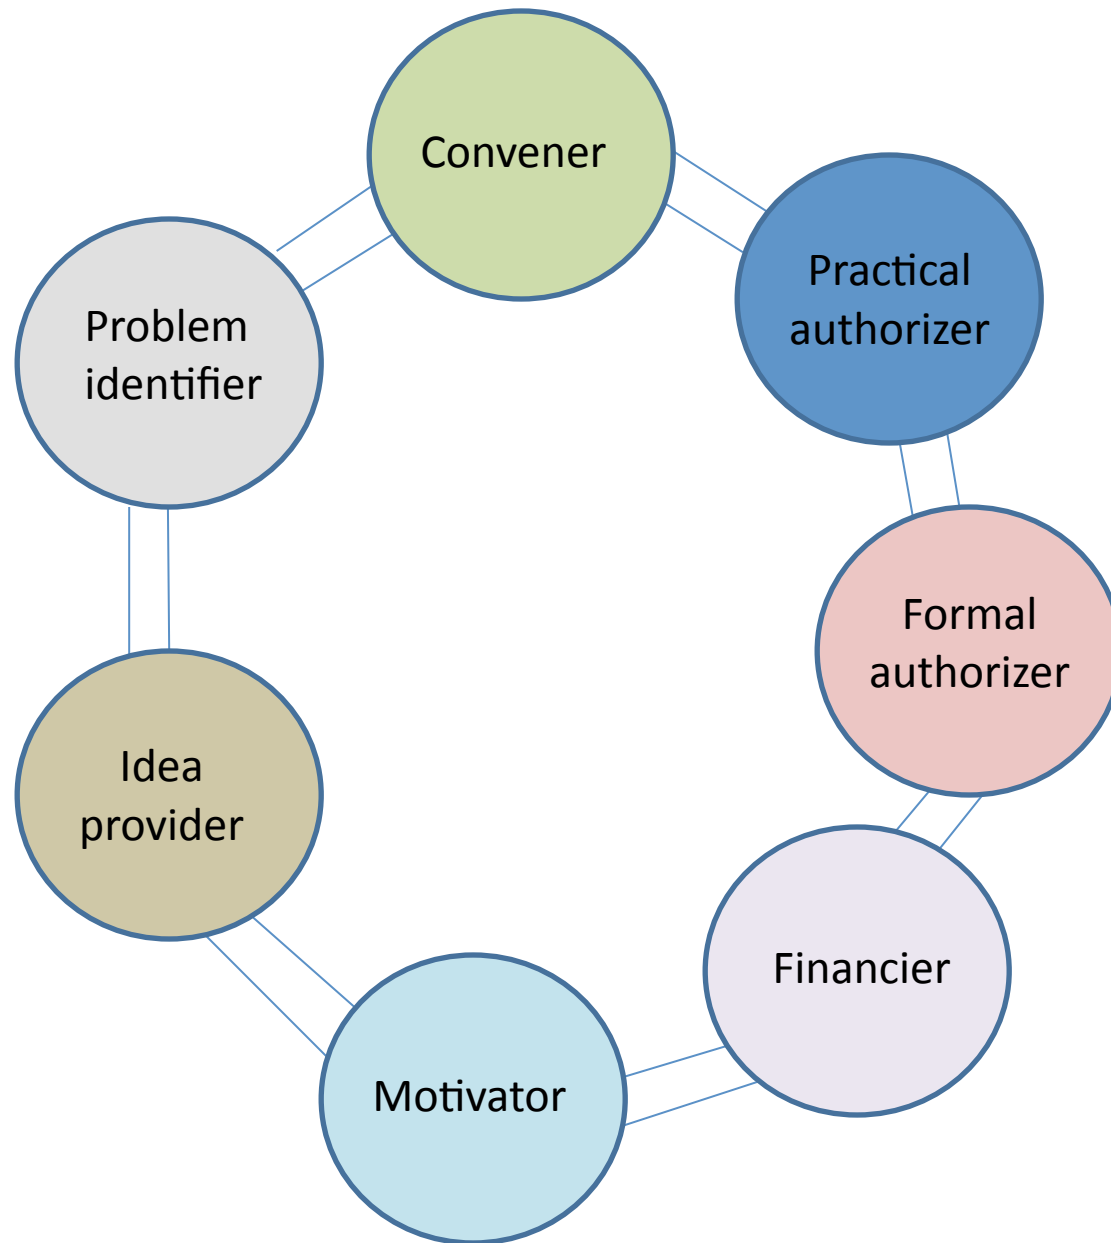 Convener
Practical
authorizer
Problem
identifier
Formal
authorizer
Idea
provider
Financier
Motivator